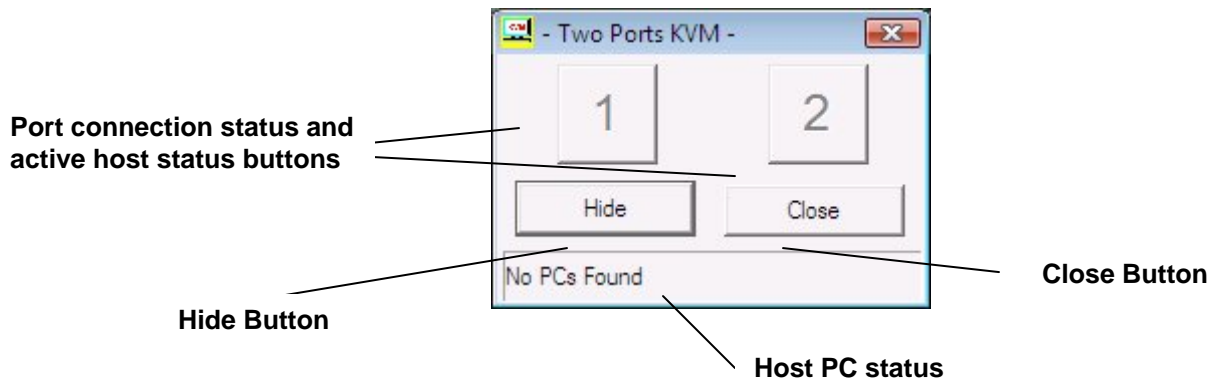 - Two Ports KVM -
1
2
Port connection status and
active host status buttons
Hide
Close
No PCs Found
Close Button
Hide Button
Host PC status